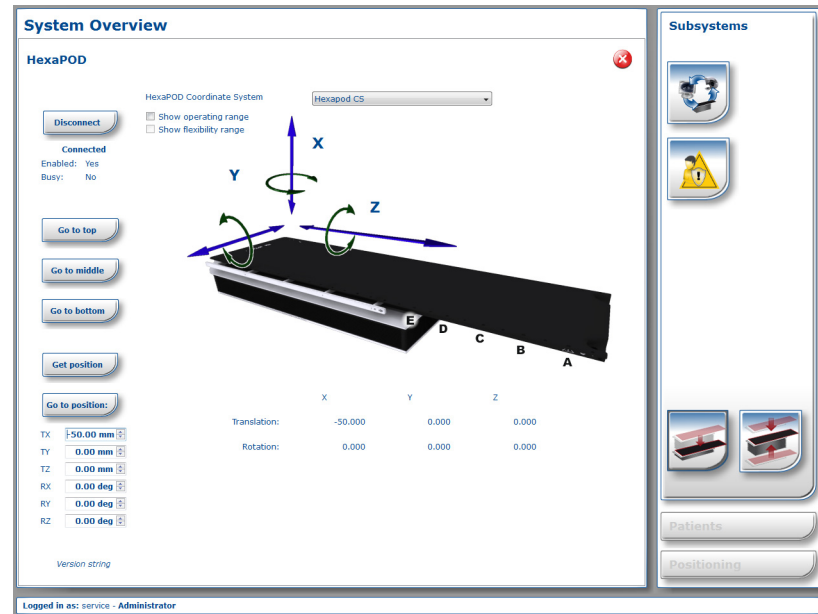 System Overview
Subsystems
HexaPOD
HexaPOD Coordinate System
Hexapod CS
Disconnect
Show operating range
Show flexibility range
Connected
Enabled: Yes
Busy: No
X
Y
Z
Go to top
Go to middle
Go to bottom
E
D
C
B
A
Get position
Go to position:
X Y Z
Translation: -50.000 0.000 0.000
Rotation: 0.000 0.000 0.000
TX -50.00 mm
TY 0.00 mm
TZ 0.00 mm
RX 0.00 deg
RY 0.00 deg
RZ 0.00 deg
Version string
Patients
Positioning
Logged in as: service - Administrator